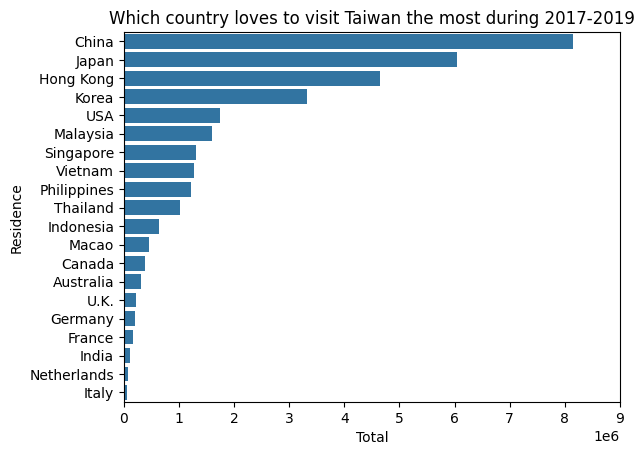 Which country loves to visit Taiwan the most during 2017-2019
China
Japan
Hong Kong
Korea
USA
Malaysia
Singapore
Vietnam
Philippines
Thailand
Indonesia
Macao
Canada
Australia
U.K.
Germany
France
India
Netherlands
Italy
Residence
0 1 2 3 4 5 6 7 8 9
1e6
Total